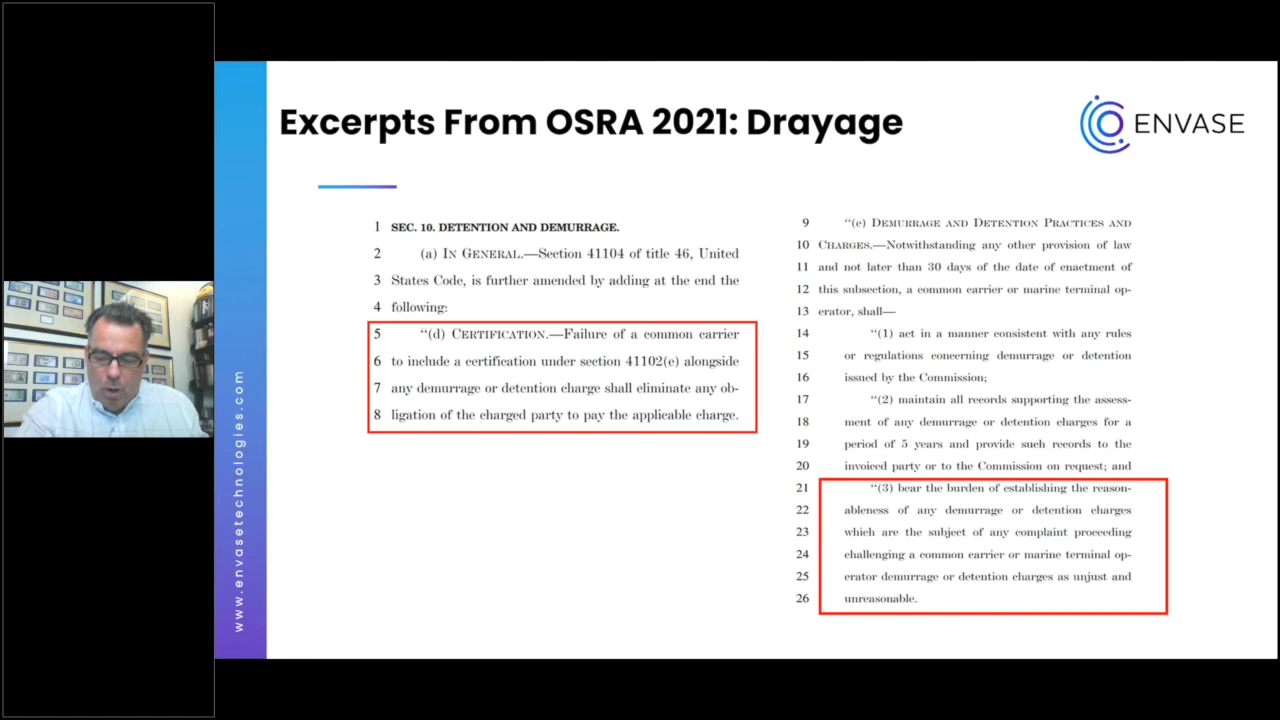 Excerpts From OSRA 2021: Drayage
ENVASE
1 SEC. 10. DETENTION AND DEMURRAGE.
2 (a) IN GENERAL.—Section 41104 of title 46, United
3 States Code, is further amended by adding at the end the
4 following:
5 ‘‘(d) CERTIFICATION.—Failure of a common carrier
6 to include a certification under section 41102(e) alongside
7 any demurrage or detention charge shall eliminate any ob-
8 ligation of the charged party to pay the applicable charge.
9 ‘‘(e) DEMURRAGE AND DETENTION PRACTICES AND
10 CHARGES.—Notwithstanding any other provision of law
11 and not later than 30 days of the date of enactment of
12 this subsection, a common carrier or marine terminal op-
13 erator, shall—
14 ‘‘(1) act in a manner consistent with any rules
15 or regulations concerning demurrage or detention
16 issued by the Commission;
17 ‘‘(2) maintain all records supporting the assess-
18 ment of any demurrage or detention charges for a
19 period of 5 years and provide such records to the
20 invoiced party or to the Commission on request; and
21 ‘‘(3) bear the burden of establishing the reason-
22 ableness of any demurrage or detention charges
23 which are the subject of any complaint proceeding
24 challenging a common carrier or marine terminal op-
25 erator demurrage or detention charges as unjust and
26 unreasonable.
www.envasetechnologies.com